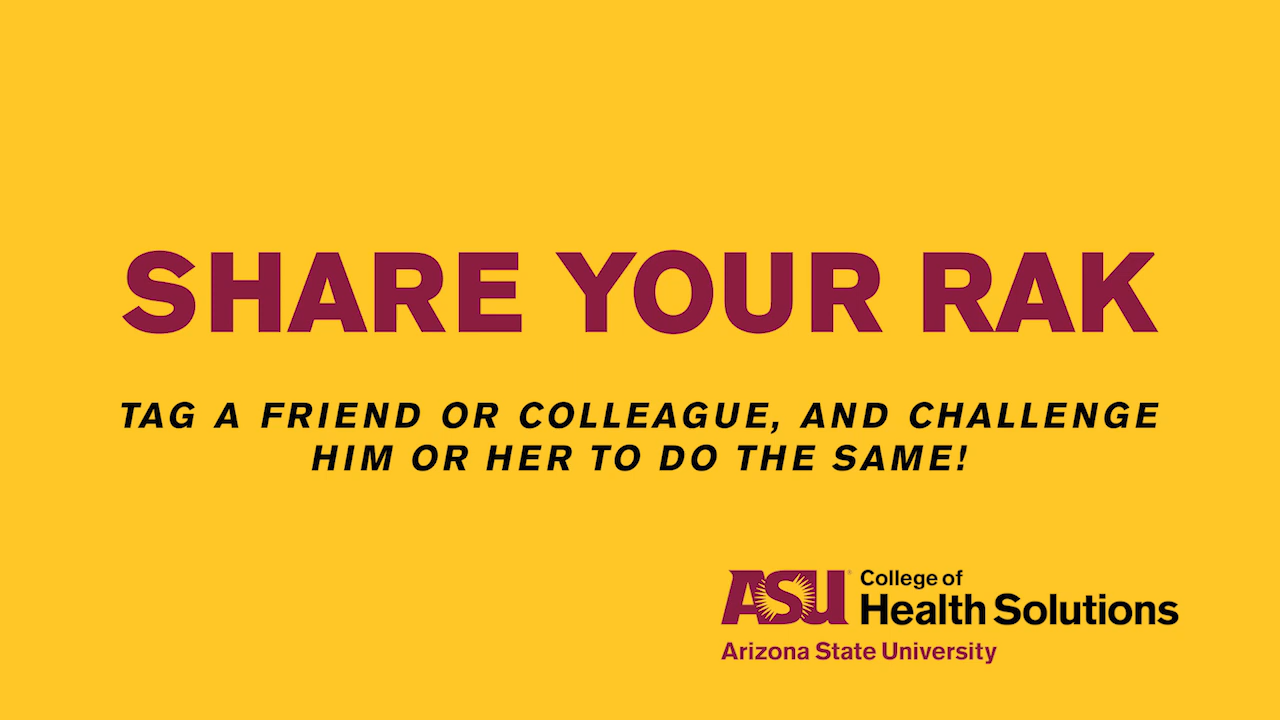 SHARE YOUR RAK
TAG A FRIEND OR COLLEAGUE, AND CHALLENGE
HIM OR HER TO DO THE SAME!
ASU
College of
Health Solutions
Arizona State University